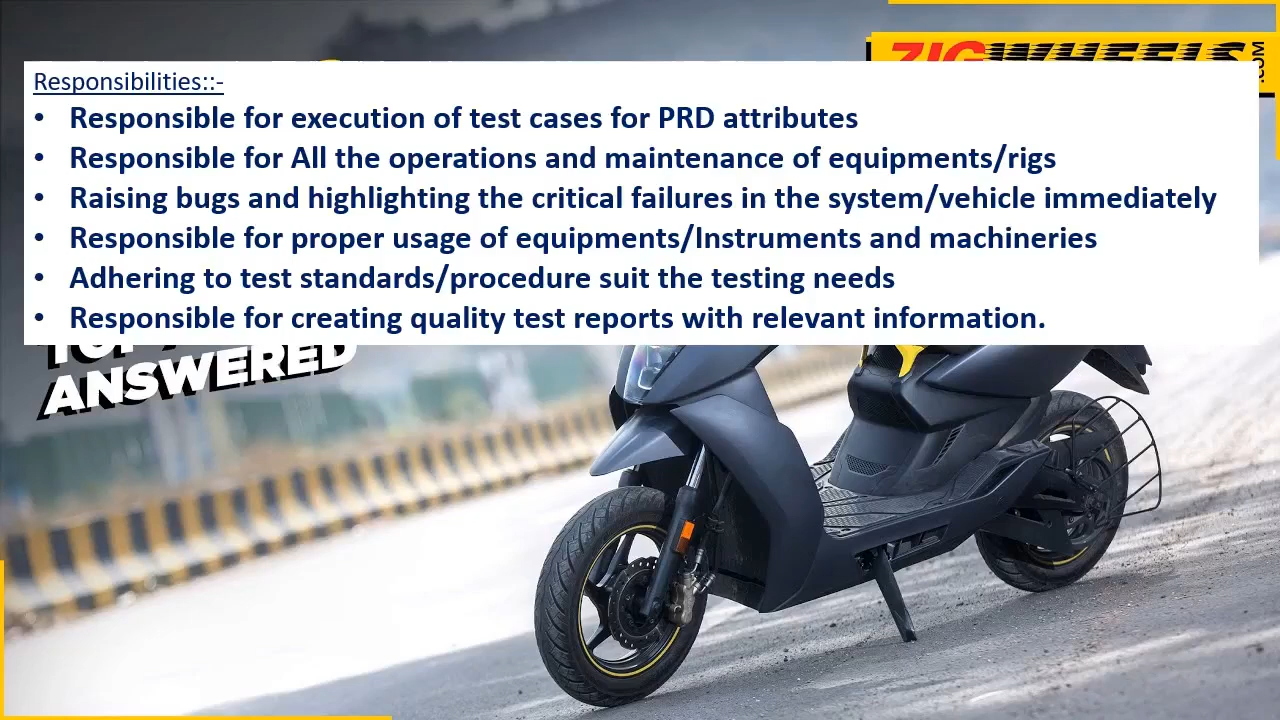 ZIGWHEELS
.COM
Responsibilities::-
• Responsible for execution of test cases for PRD attributes
• Responsible for All the operations and maintenance of equipments/rigs
• Raising bugs and highlighting the critical failures in the system/vehicle immediately
• Responsible for proper usage of equipments/Instruments and machineries
• Adhering to test standards/procedure suit the testing needs
• Responsible for creating quality test reports with relevant information.
ANSWERED